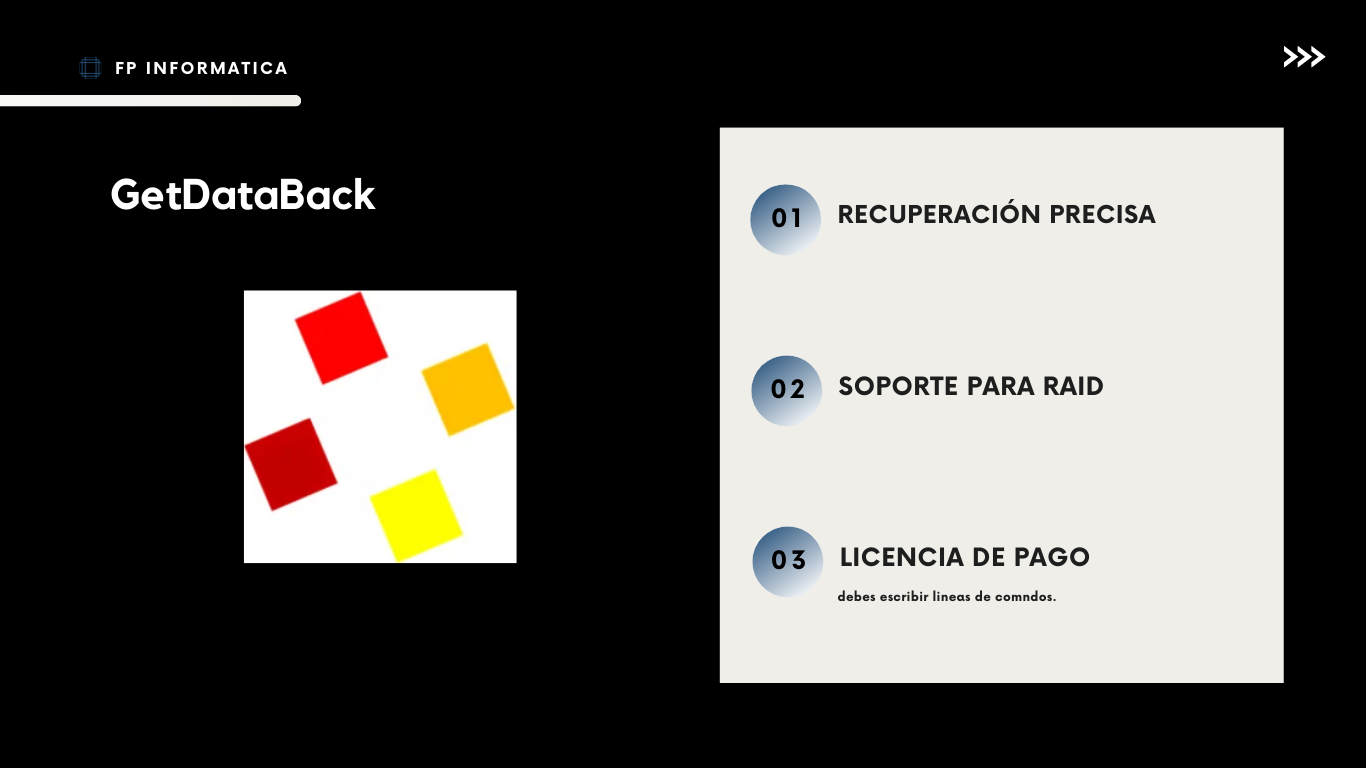 FP INFORMATICA
GetDataBack
01 RECUPERACIÓN PRECISA
02 SOPORTE PARA RAID
03 LICENCIA DE PAGO
debes escribir lineas de comndos.